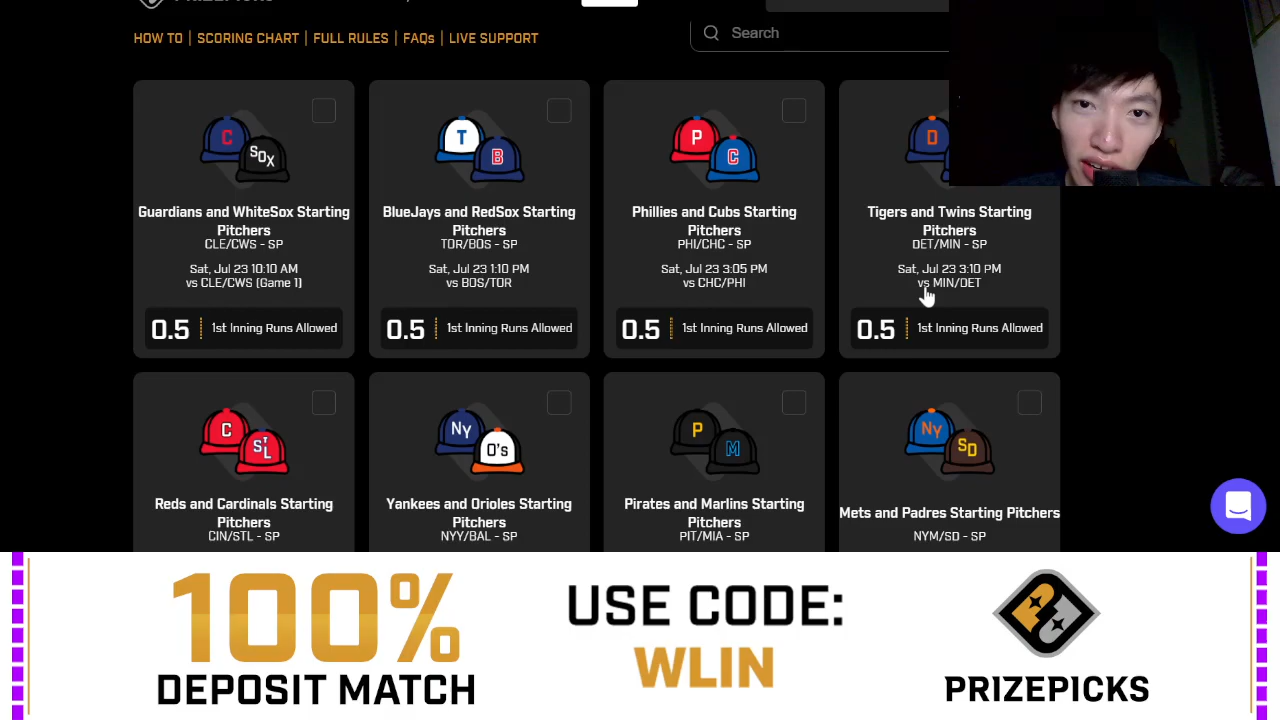 HOW TO | SCORING CHART | FULL RULES | FAQs | LIVE SUPPORT
Search
C
SOX
Guardians and WhiteSox Starting
Pitchers
CLE/CWS - SP
Sat, Jul 23 10:10 AM
vs CLE/CWS (Game 1)
0.5 1st Inning Runs Allowed
T
B
BlueJays and RedSox Starting
Pitchers
TOR/BOS - SP
Sat, Jul 23 1:10 PM
vs BOS/TOR
0.5 1st Inning Runs Allowed
P
C
Phillies and Cubs Starting
Pitchers
PHI/CHC - SP
Sat, Jul 23 3:05 PM
vs CHC/PHI
0.5 1st Inning Runs Allowed
D
Tigers and Twins Starting
Pitchers
DET/MIN - SP
Sat, Jul 23 3:10 PM
vs MIN/DET
0.5 1st Inning Runs Allowed
C
StL
Reds and Cardinals Starting
Pitchers
CIN/STL - SP
NY
O's
Yankees and Orioles Starting
Pitchers
NYY/BAL - SP
P
M
Pirates and Marlins Starting
Pitchers
PIT/MIA - SP
NY
SD
Mets and Padres Starting Pitchers
NYM/SD - SP
100%
DEPOSIT MATCH
USE CODE:
WLIN
PRIZEPICKS